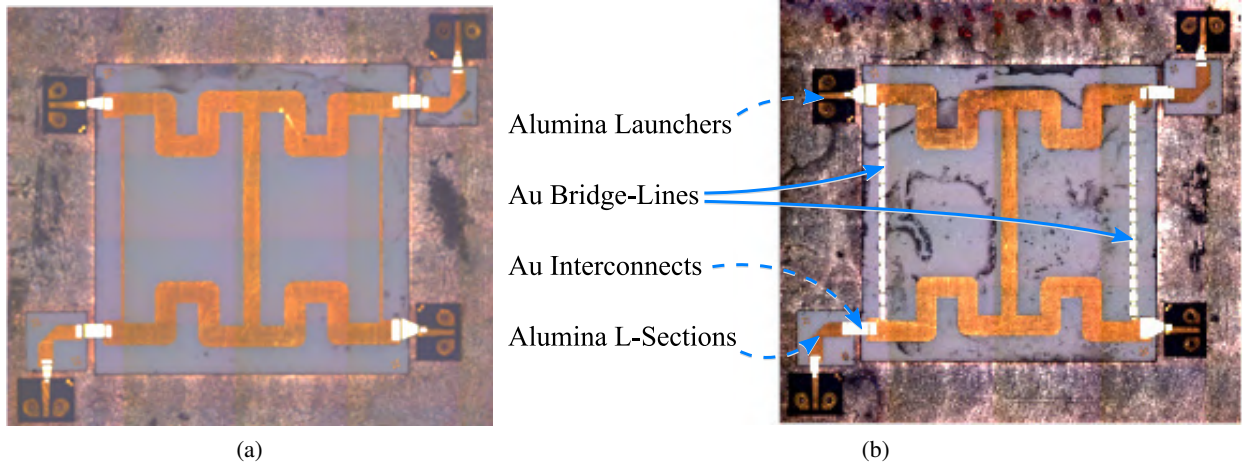 Alumina Launchers
Au Bridge-Lines
Au Interconnects
Alumina L-Sections
(a)
(b)